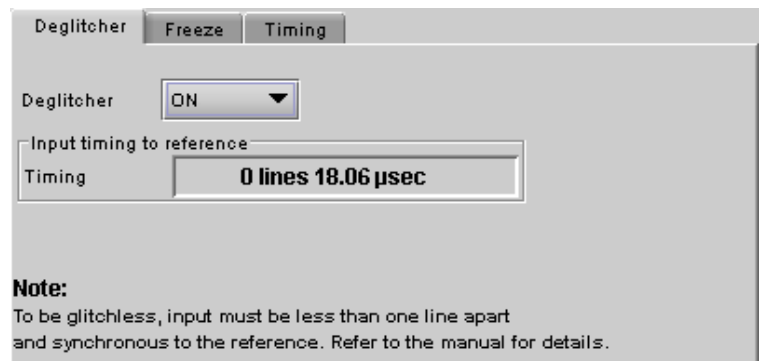 Deglitcher Freeze Timing
Deglitcher ON
Input timing to reference
Timing 0 lines 18.06 µsec
Note:
To be glitchless, input must be less than one line apart
and synchronous to the reference. Refer to the manual for details.